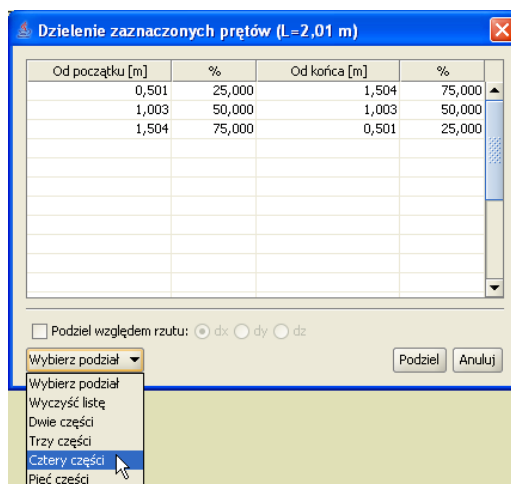 Dzielenie zaznaczonych prętów (L=2,01 m)
Od początku [m] % Od końca [m] %
0,501 25,000 1,504 75,000
1,003 50,000 1,003 50,000
1,504 75,000 0,501 25,000
Podziel względem rzutu: dx dy dz
Wybierz podział Podziel Anuluj
Wybierz podział
Wyczyść listę
Dwie części
Trzy części
Cztery części
Pięć części